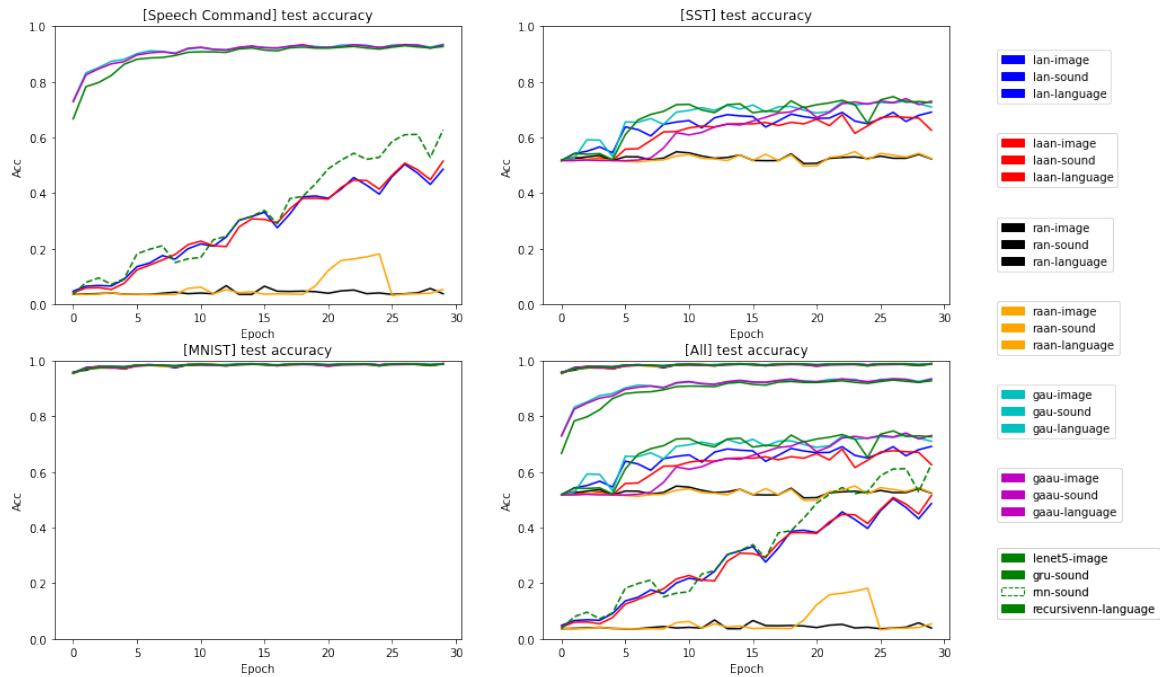 [Speech Command] test accuracy
1.0
0.8
0.6
0.4
0.2
0.0
Acc
0 5 10 15 20 25 30
Epoch
[SST] test accuracy
1.0
0.8
0.6
0.4
0.2
0.0
Acc
0 5 10 15 20 25 30
Epoch
[MNIST] test accuracy
1.0
0.8
0.6
0.4
0.2
0.0
Acc
0 5 10 15 20 25 30
Epoch
[All] test accuracy
1.0
0.8
0.6
0.4
0.2
0.0
Acc
0 5 10 15 20 25 30
Epoch
lan-image
lan-sound
lan-language
laan-image
laan-sound
laan-language
ran-image
ran-sound
ran-language
raan-image
raan-sound
raan-language
gau-image
gau-sound
gau-language
gaau-image
gaau-sound
gaau-language
lenet5-image
gru-sound
rnn-sound
recursivenn-language